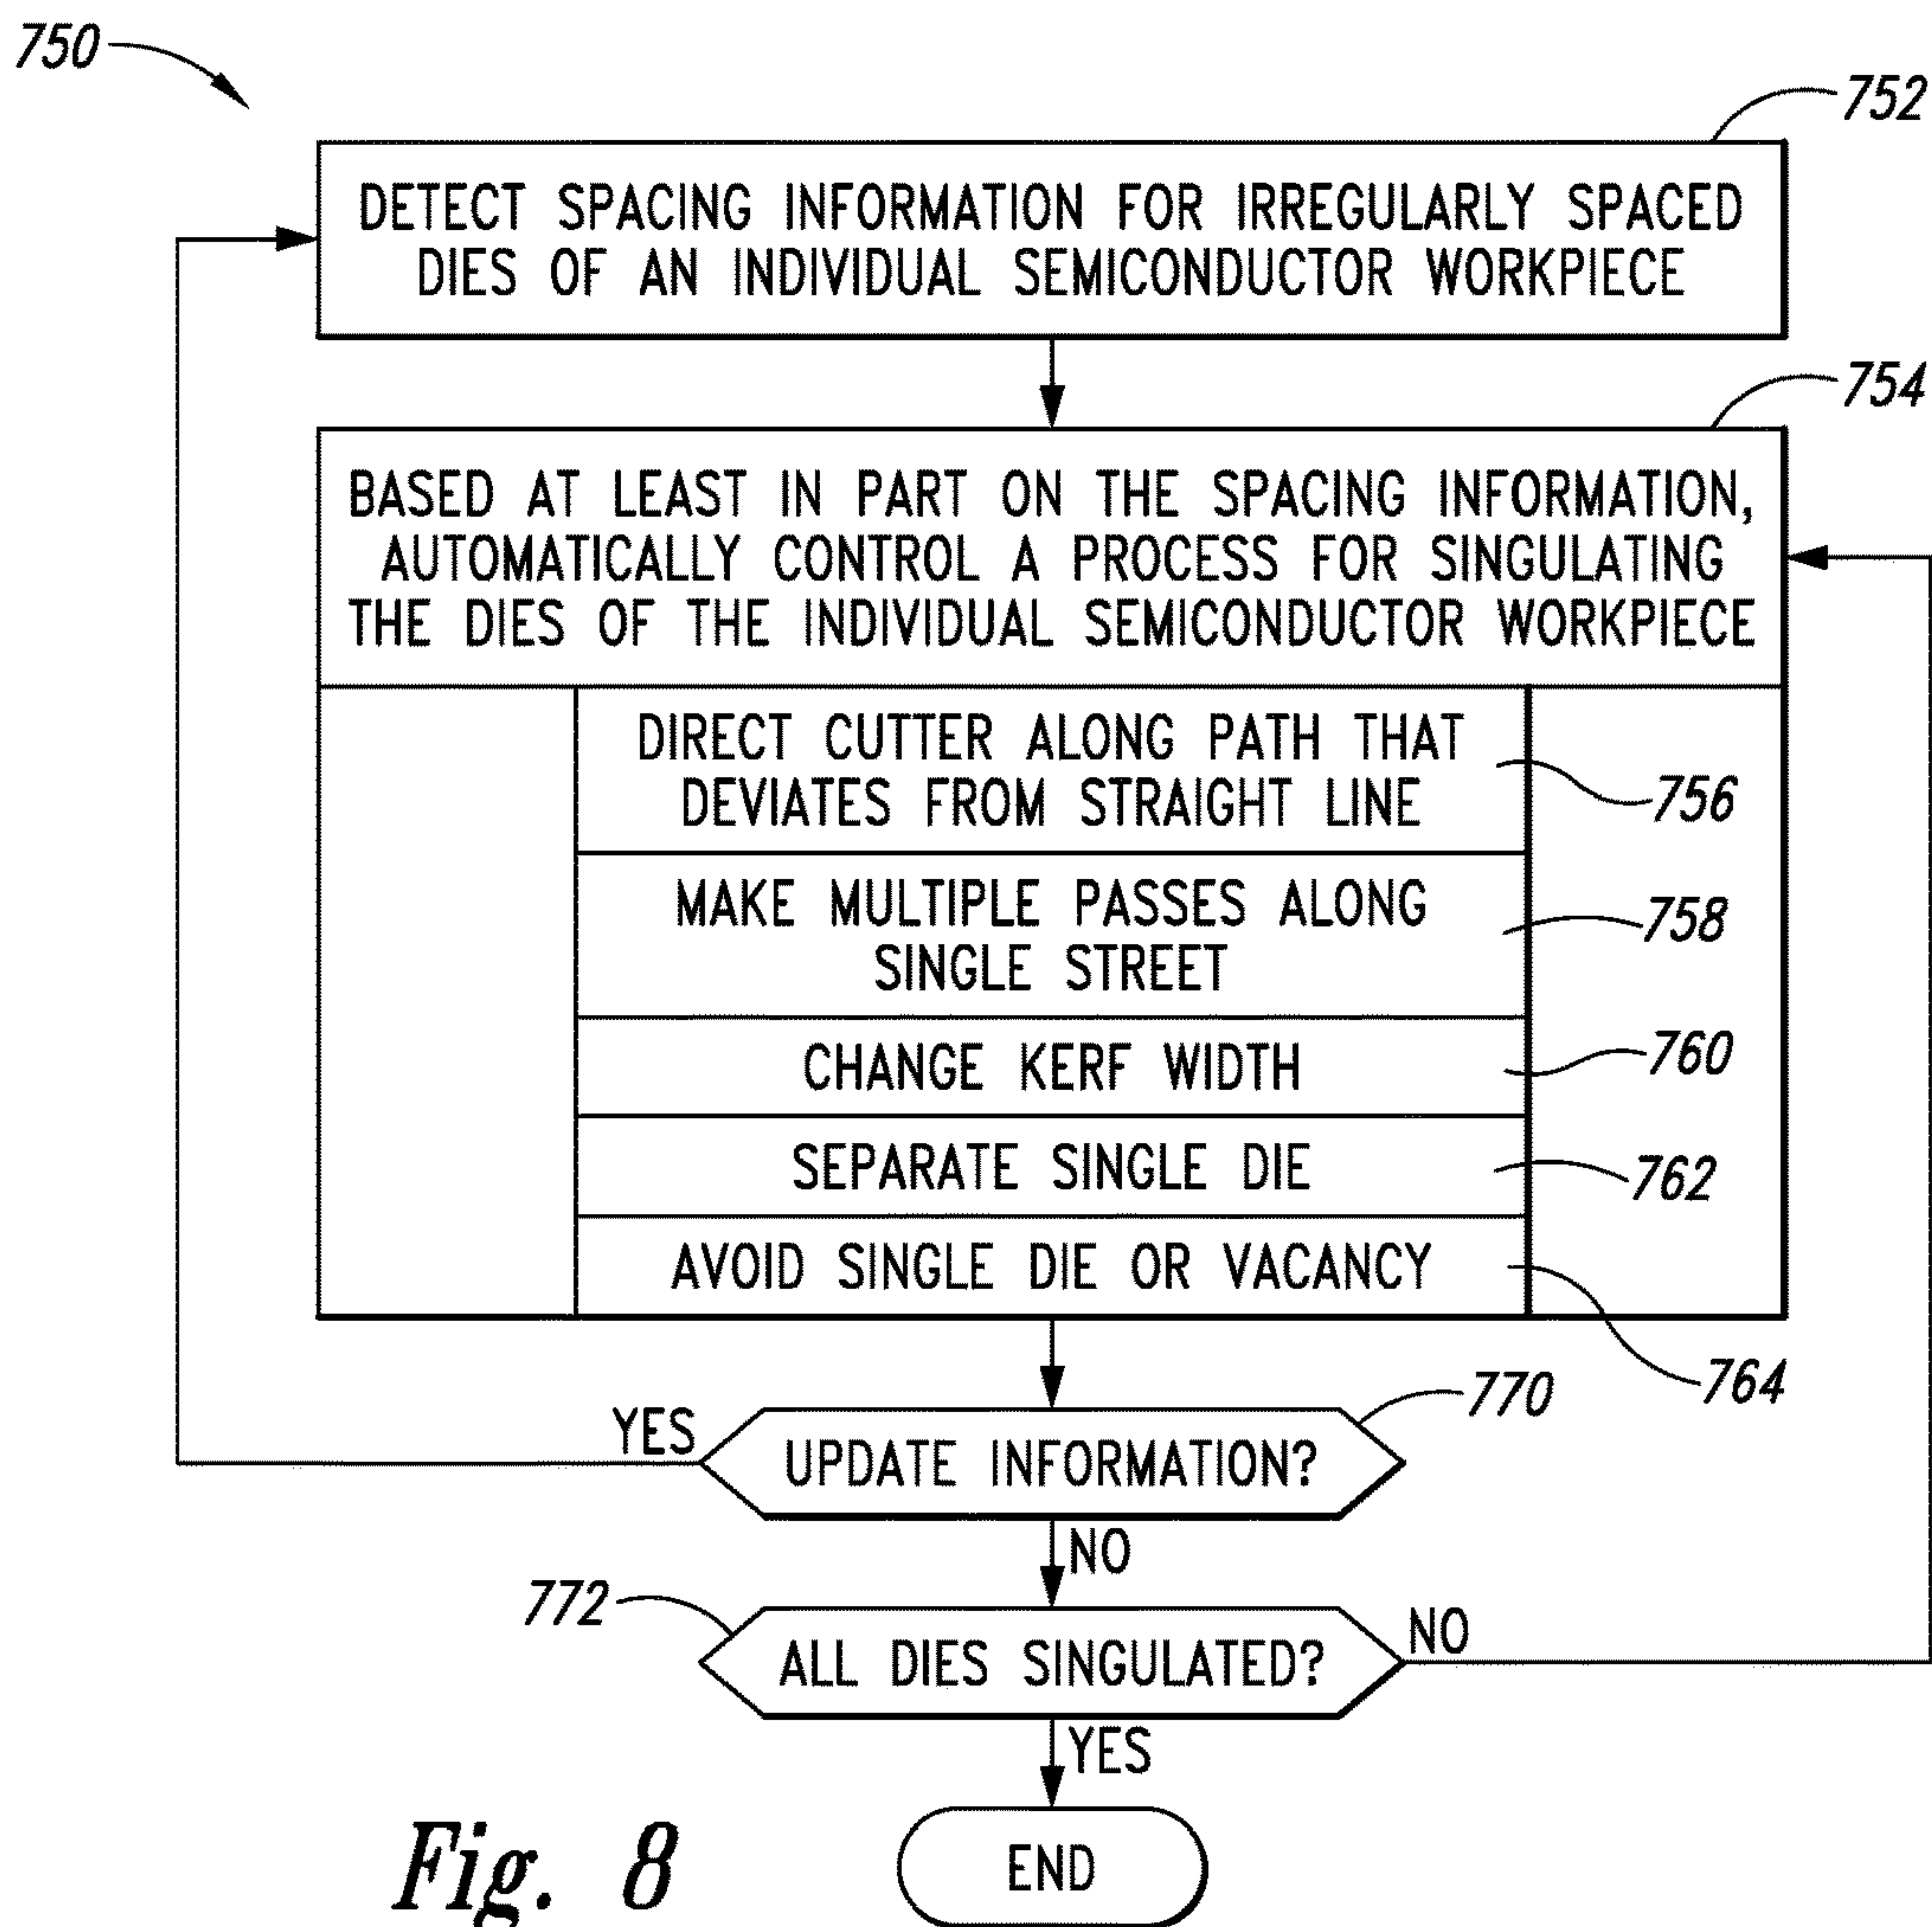 750
752
DETECT SPACING INFORMATION FOR IRREGULARLY SPACED
DIES OF AN INDIVIDUAL SEMICONDUCTOR WORKPIECE
754
BASED AT LEAST IN PART ON THE SPACING INFORMATION,
AUTOMATICALLY CONTROL A PROCESS FOR SINGULATING
THE DIES OF THE INDIVIDUAL SEMICONDUCTOR WORKPIECE
DIRECT CUTTER ALONG PATH THAT
DEVIATES FROM STRAIGHT LINE
756
MAKE MULTIPLE PASSES ALONG
SINGLE STREET
758
CHANGE KERF WIDTH
760
SEPARATE SINGLE DIE
762
AVOID SINGLE DIE OR VACANCY
764
770
YES
UPDATE INFORMATION?
NO
772
ALL DIES SINGULATED?
NO
YES
END
Fig. 8